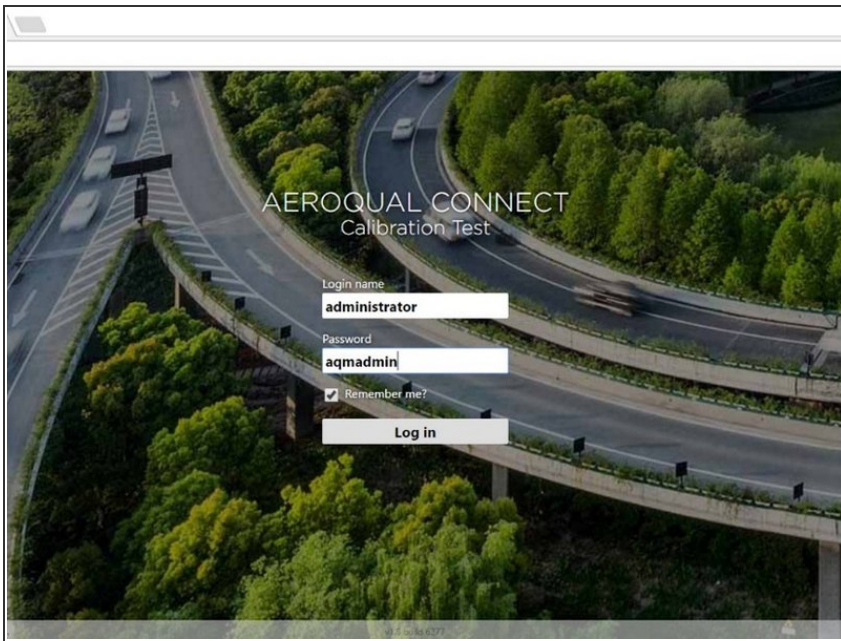 AEROQUAL CONNECT
Calibration Test
Login name
administrator
Password
aqmadmin
Remember me?
Log in